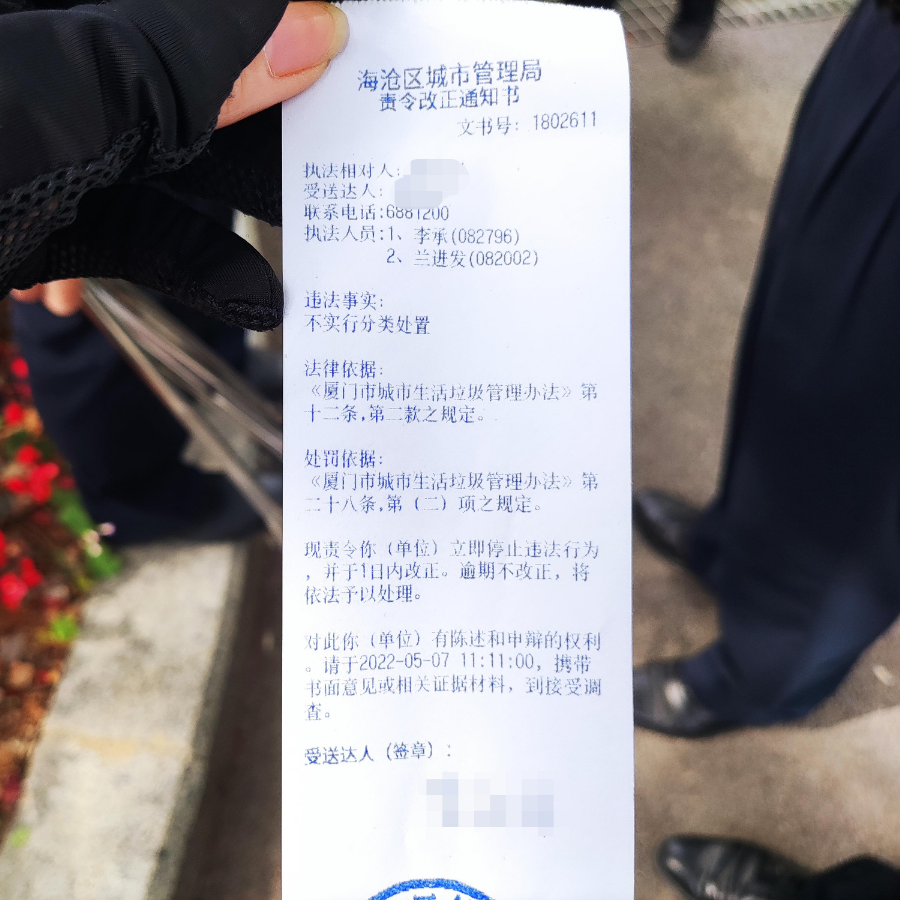 海沧区城市管理局
责令改正通知书
文书号: 1802611
执法相对人:
受送达人:
联系电话:6881200
执法人员:1、李承(082796)
2、兰进发(082002)
违法事实:
不实行分类处置
法律依据:
《厦门市城市生活垃圾管理办法》第
十二条,第二款之规定。
处罚依据:
《厦门市城市生活垃圾管理办法》第
二十八条,第（二）项之规定。
现责令你（单位）立即停止违法行为
，并于1日内改正。逾期不改正，将
依法予以处理。
对此你（单位）有陈述和申辩的权利
。请于2022-05-07 11:11:00，携带
书面意见或相关证据材料，到接受调
查。
受送达人（签章）: